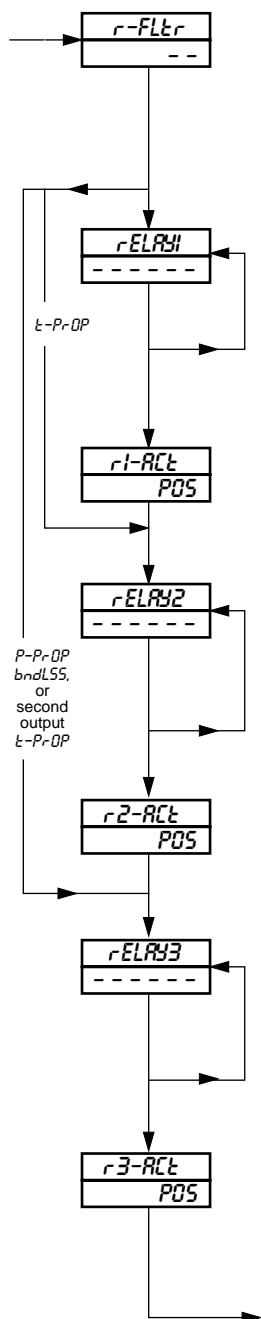 r-FLtr
- -
rELAY1
- - - - - -
t-PrOP
r1-ACt
POS
rELAY2
- - - - - -
P-PrOP
bndLSS,
or
second
output
t-PrOP
r2-ACt
POS
rELAY3
- - - - - -
r3-ACt
POS